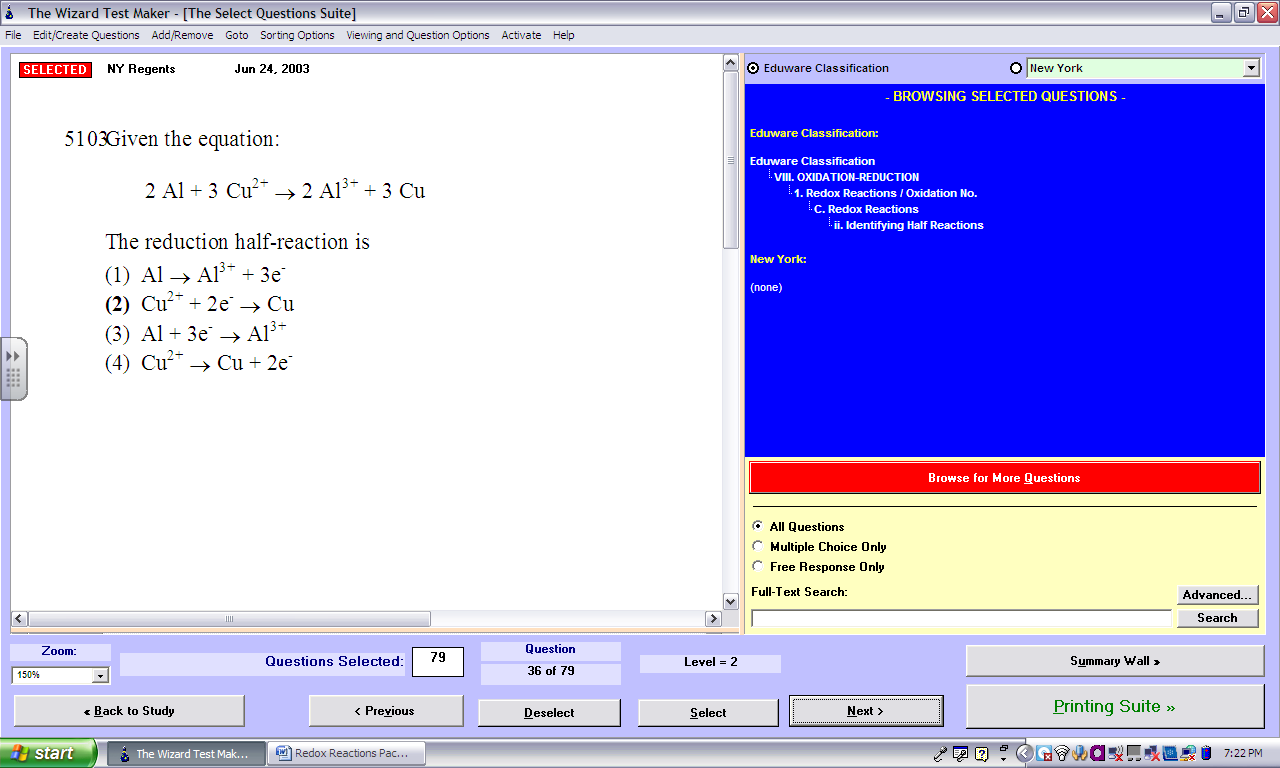 The Wizard Test Maker - [The Select Questions Suite]
File Edit/Create Questions Add/Remove Goto Sorting Options Viewing and Question Options Activate Help
SELECTED NY Regents Jun 24, 2003
5103Given the equation:
2 Al + 3 Cu²⁺ → 2 Al³⁺ + 3 Cu
The reduction half-reaction is
(1) Al → Al³⁺ + 3e⁻
(2) Cu²⁺ + 2e⁻ → Cu
(3) Al + 3e⁻ → Al³⁺
(4) Cu²⁺ → Cu + 2e⁻
Eduware Classification New York
- BROWSING SELECTED QUESTIONS -
Eduware Classification:
Eduware Classification
VIII. OXIDATION-REDUCTION
1. Redox Reactions / Oxidation No.
C. Redox Reactions
ii. Identifying Half Reactions
New York:
(none)
Browse for More Questions
All Questions
Multiple Choice Only
Free Response Only
Full-Text Search:
Advanced...
Search
Zoom:
150%
Questions Selected: 79
Question
36 of 79
Level = 2
Summary Wall »
« Back to Study
< Previous
Deselect
Select
Next >
Printing Suite »
start
The Wizard Test Mak...
Redox Reactions Pac...
7:22 PM